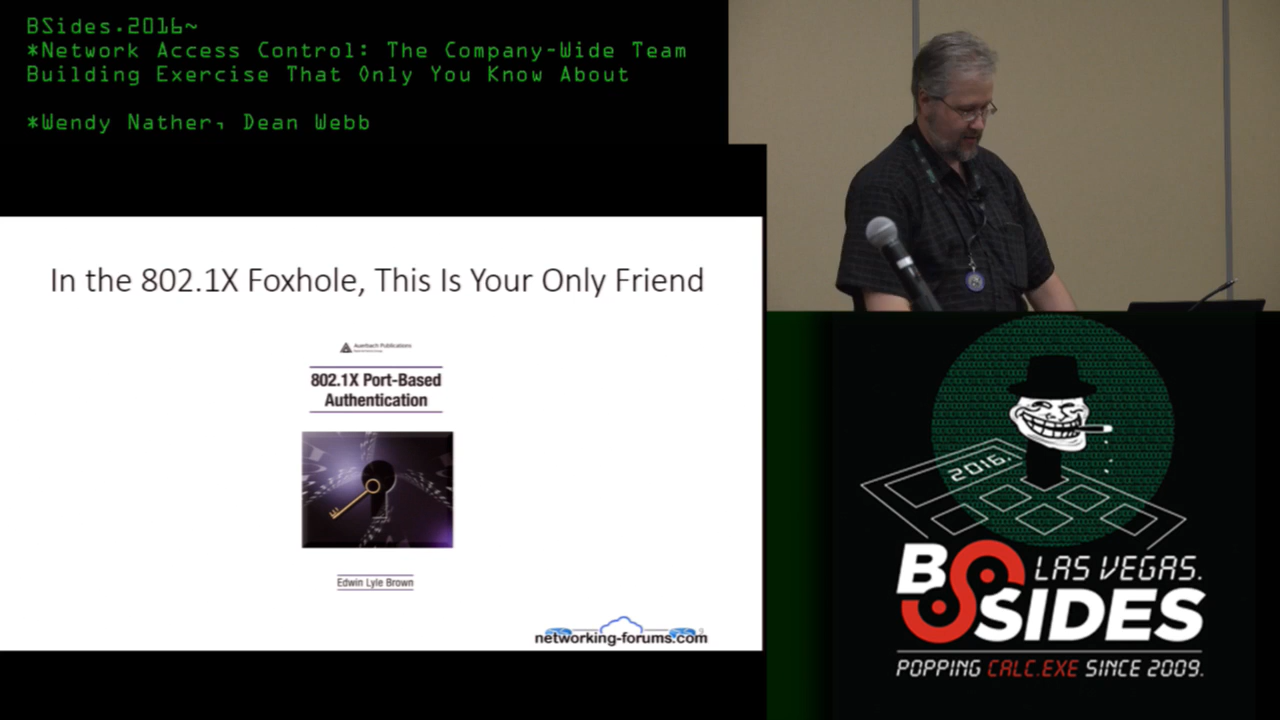 BSides.2016~
*Network Access Control: The Company-Wide Team
Building Exercise That Only You Know About
*Wendy Nather, Dean Webb
In the 802.1X Foxhole, This Is Your Only Friend
Auerbach Publications
802.1X Port-Based
Authentication
Edwin Lyle Brown
networking-forums.com
2016.
BSIDES
LAS VEGAS.
POPPING CALC.EXE SINCE 2009.